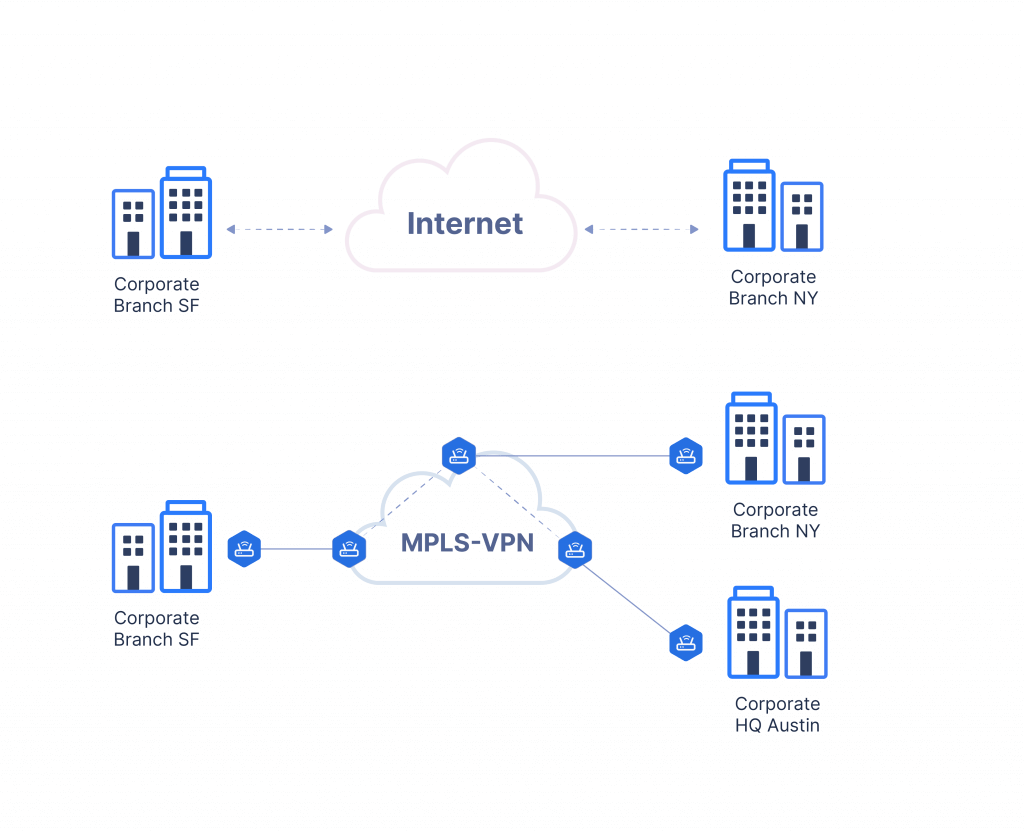 Internet
Corporate
Branch SF
Corporate
Branch NY
MPLS-VPN
Corporate
Branch NY
Corporate
Branch SF
Corporate
HQ Austin